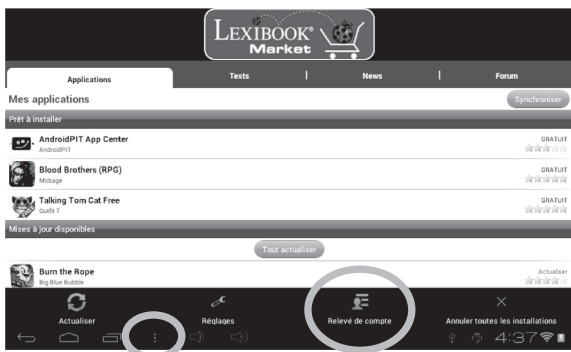 LEXIBOOK®
Market
Applications Tests News Forum
Mes applications Synchroniser
Prêt à installer
AndroidPIT App Center GRATUIT
AndroidPIT
Blood Brothers (RPG) GRATUIT
Mobage
Talking Tom Cat Free GRATUIT
Outfit 7
Mises à jour disponibles
Tout actualiser
Burn the Rope Actualiser
Big Blue Bubble
Actualiser Réglages Relevé de compte Annuler toutes les installations
4:37